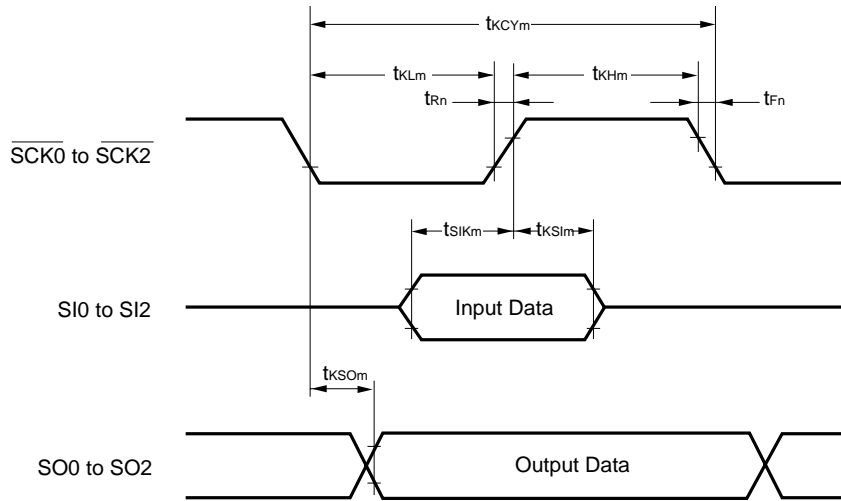 tKCYm
tKLm
tKHm
tRn
tFn
SCK0 to SCK2
tSIKm
tKSIm
SI0 to SI2
Input Data
tKSOm
SO0 to SO2
Output Data